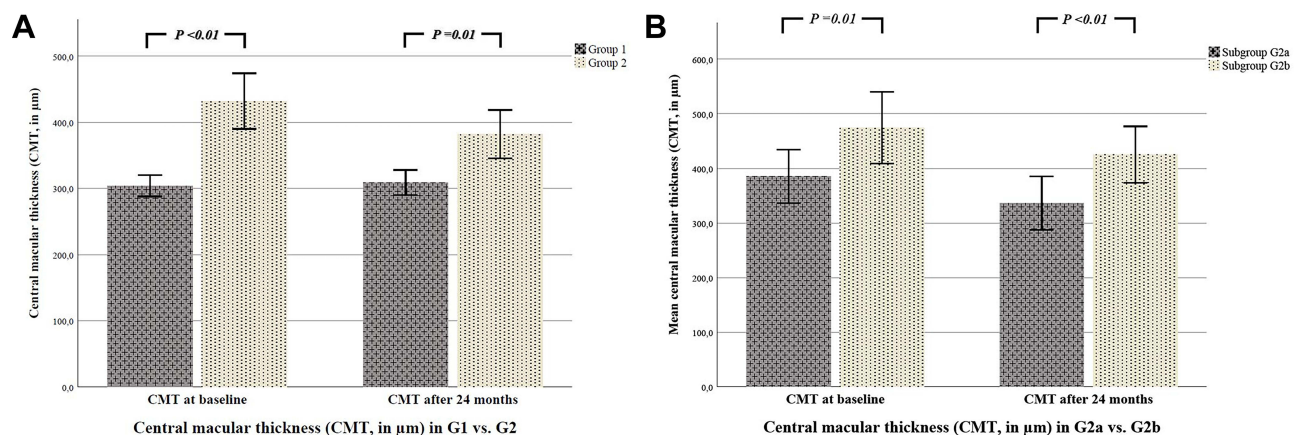 A
P <0.01
P =0.01
Group 1
Group 2
Central macular thickness (CMT, in µm)
500,0
400,0
300,0
200,0
100,0
0,0
CMT at baseline
CMT after 24 months
Central macular thickness (CMT, in µm) in G1 vs. G2
B
P =0.01
P <0.01
Subgroup G2a
Subgroup G2b
Mean central macular thickness (CMT, in µm)
600,0
500,0
400,0
300,0
200,0
100,0
0,0
CMT at baseline
CMT after 24 months
Central macular thickness (CMT, in µm) in G2a vs. G2b